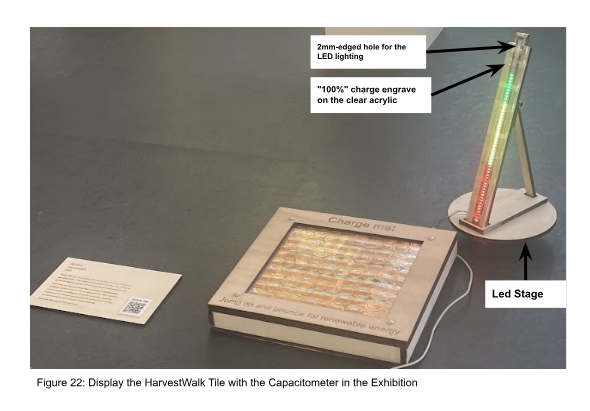 2mm-edged hole for the
LED lighting
"100%" charge engrave
on the clear acrylic
Charge me!
Jump on and bounce for renewable energy
Led Stage
Figure 22: Display the HarvestWalk Tile with the Capacitometer in the Exhibition